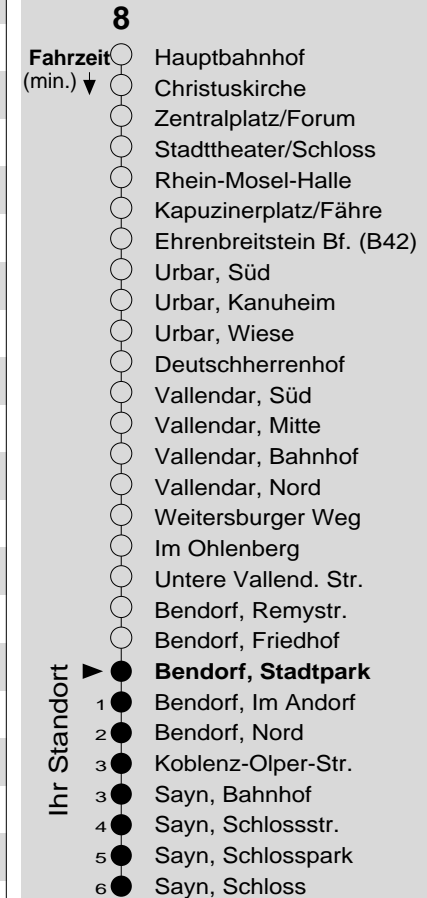 8
Fahrzeit Hauptbahnhof
(min.) Christuskirche
Zentralplatz/Forum
Stadttheater/Schloss
Rhein-Mosel-Halle
Kapuzinerplatz/Fähre
Ehrenbreitstein Bf. (B42)
Urbar, Süd
Urbar, Kanuheim
Urbar, Wiese
Deutschherrenhof
Vallendar, Süd
Vallendar, Mitte
Vallendar, Bahnhof
Vallendar, Nord
Weitersburger Weg
Im Ohlenberg
Untere Vallend. Str.
Bendorf, Remystr.
Bendorf, Friedhof
Ihr Standort
Bendorf, Stadtpark
1 Bendorf, Im Andorf
2 Bendorf, Nord
3 Koblenz-Olper-Str.
3 Sayn, Bahnhof
4 Sayn, Schlossstr.
5 Sayn, Schlosspark
6 Sayn, Schloss